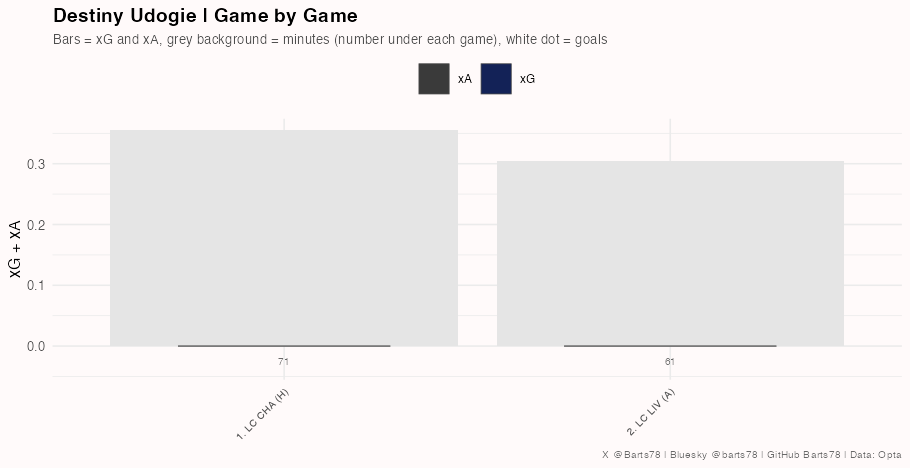 Destiny Udogie | Game by Game
Bars = xG and xA, grey background = minutes (number under each game), white dot = goals
xA xG
xG + xA
0.3
0.2
0.1
0.0
71 61
1. LC CHA (H) 2. LC LIV (A)
X @Barts78 | Bluesky @barts78 | GitHub Barts78 | Data: Opta